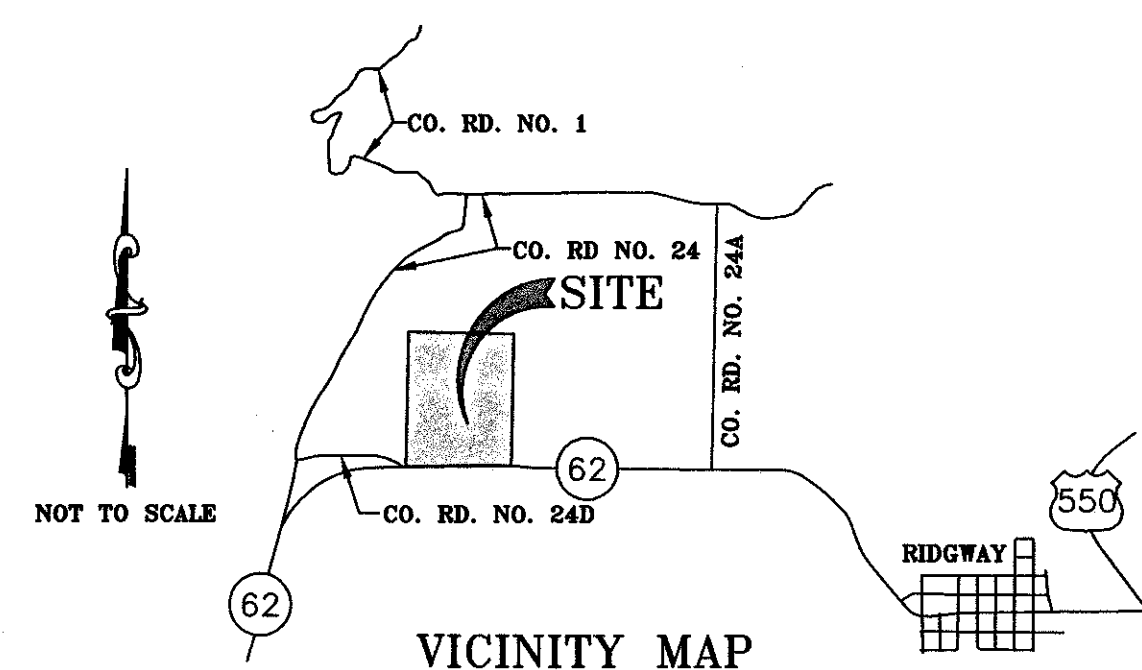 CO. RD. NO. 1
CO. RD NO. 24
SITE
CO. RD. NO. 24A
62
550
NOT TO SCALE
CO. RD. NO. 24D
RIDGWAY
62
VICINITY MAP